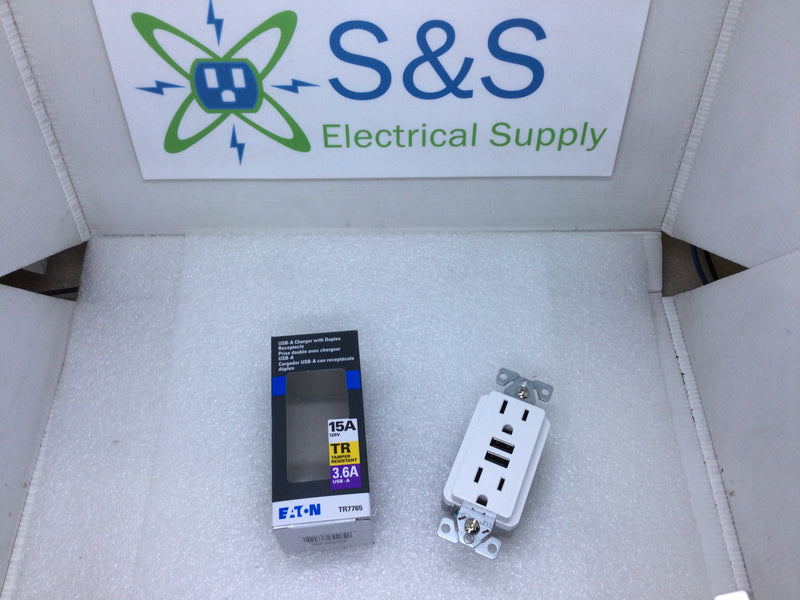 S&S
Electrical Supply
USB-A Charger with Duplex
Receptacle
Prise double avec chargeur
USB-A
Cargador USB-A con receptáculo
dúplex
15A
125V
TR
TAMPER
RESISTANT
3.6A
USB-A
EATON
TR7765